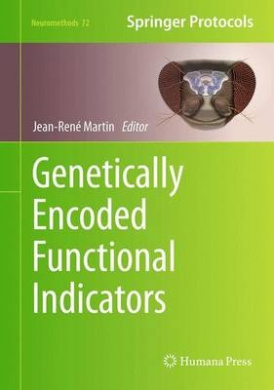 Neuromethods 72
Springer Protocols
Jean-René Martin Editor
Genetically
Encoded
Functional
Indicators
Humana Press